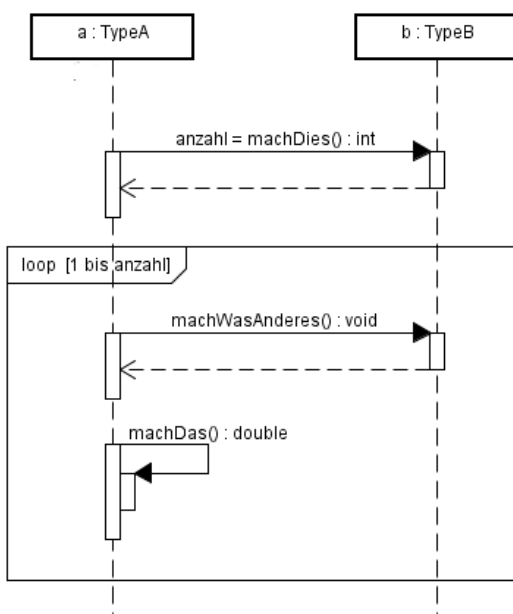 a : TypeA
b : TypeB
anzahl = machDies() : int
loop [1 bis anzahl]
machWasAnderes() : void
machDas() : double